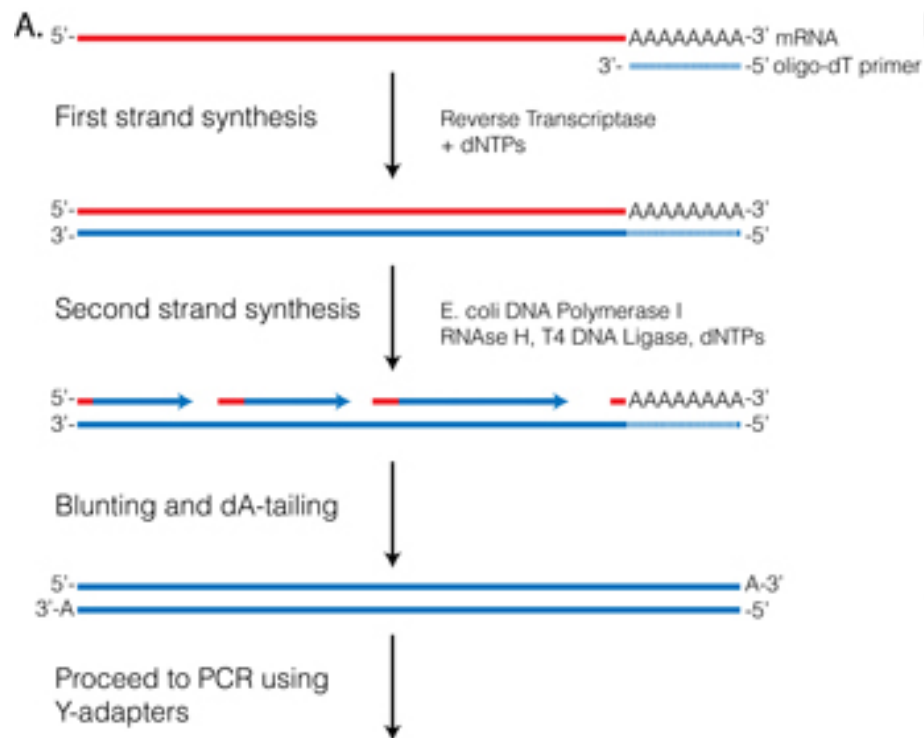 A.
5'- AAAAAAAA-3' mRNA
3'- -5' oligo-dT primer
First strand synthesis
Reverse Transcriptase
+ dNTPs
5'- AAAAAAAA-3'
3'- -5'
Second strand synthesis
E. coli DNA Polymerase I
RNAse H, T4 DNA Ligase, dNTPs
5'- AAAAAAAA-3'
3'- -5'
Blunting and dA-tailing
5'- A-3'
3'-A -5'
Proceed to PCR using
Y-adapters